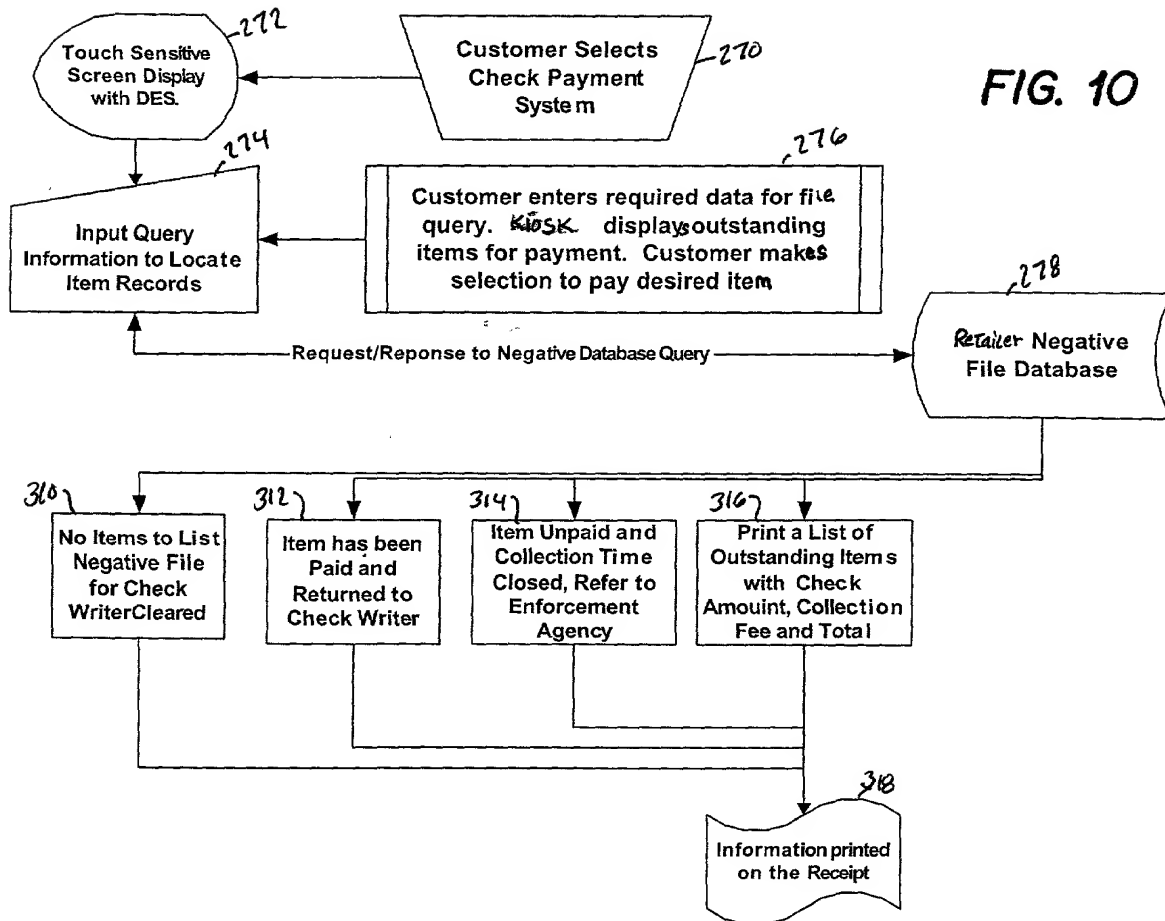 272
Touch Sensitive
Screen Display
with DES.
Customer Selects
Check Payment
System
270
FIG. 10
274
Input Query
Information to Locate
Item Records
276
Customer enters required data for file
query. KIOSK displays outstanding
items for payment. Customer makes
selection to pay desired item
278
Retailer Negative
File Database
Request/Reponse to Negative Database Query
310
No Items to List
Negative File
for Check
WriterCleared
312
Item has been
Paid and
Returned to
Check Writer
314
Item Unpaid and
Collection Time
Closed, Refer to
Enforcement
Agency
316
Print a List of
Outstanding Items
with Check
Amount, Collection
Fee and Total
318
Information printed
on the Receipt